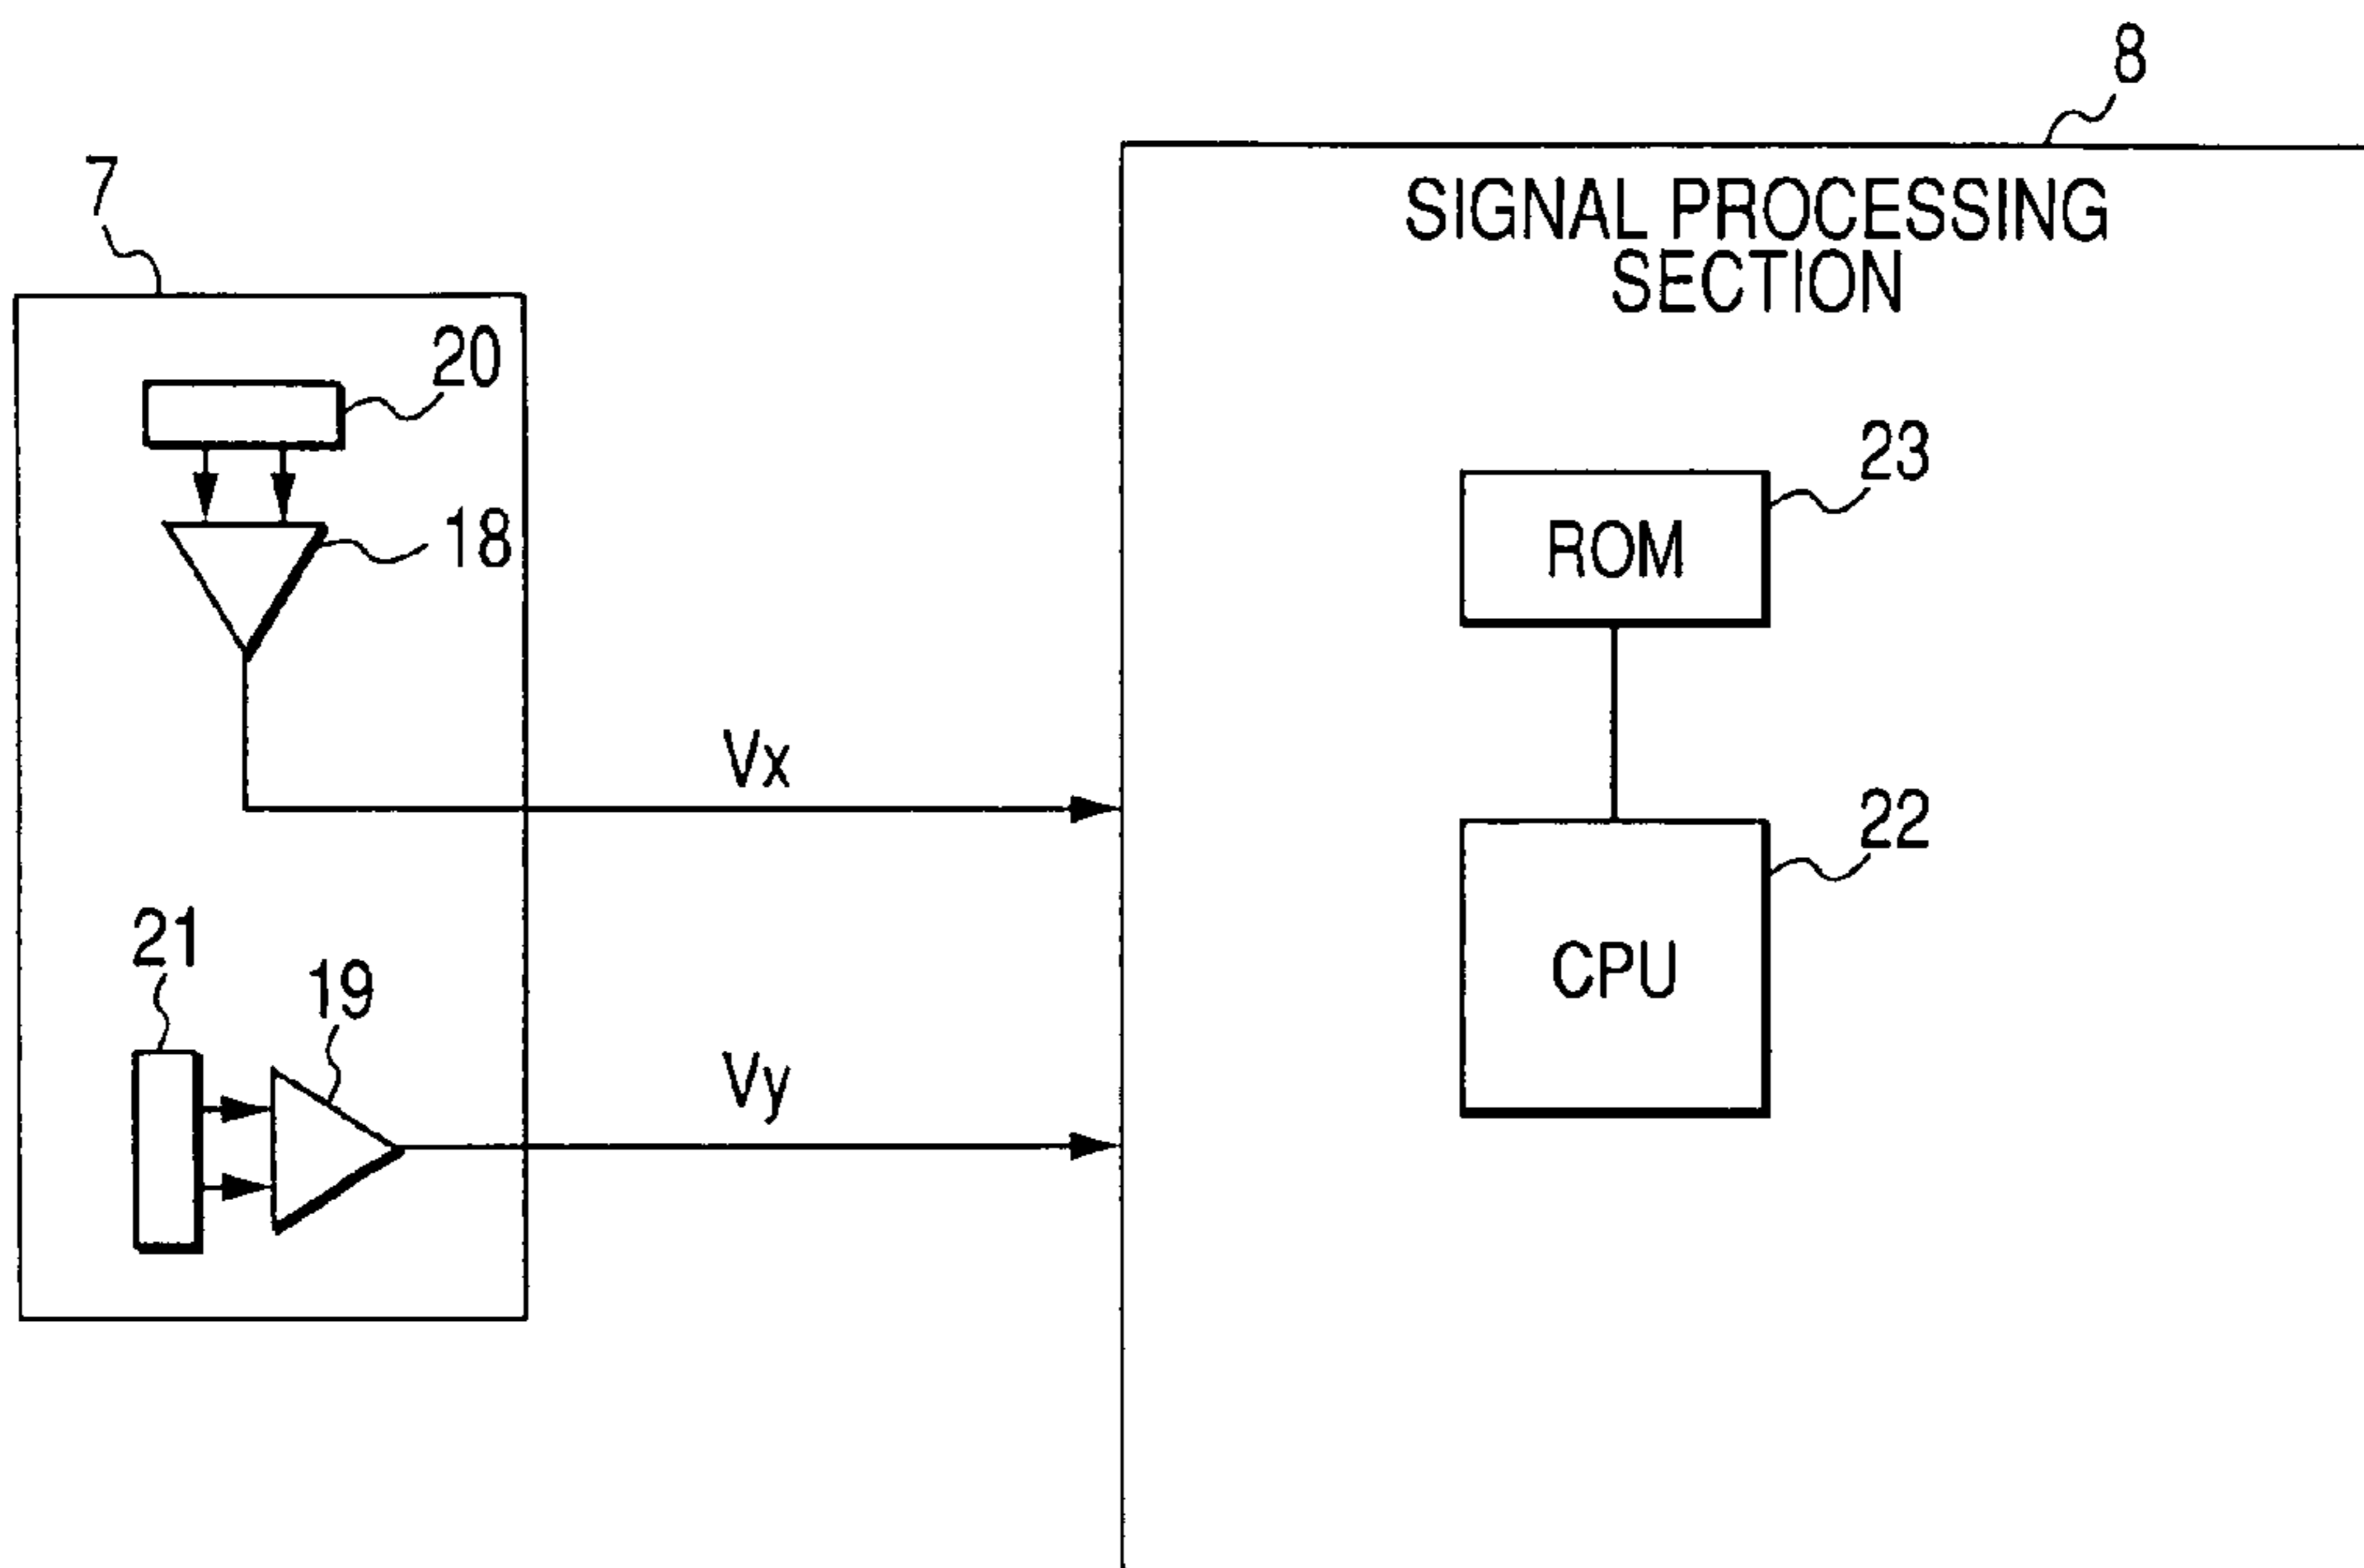 8
7
SIGNAL PROCESSING
SECTION
20
18
23
ROM
Vx
22
21
19
CPU
Vy